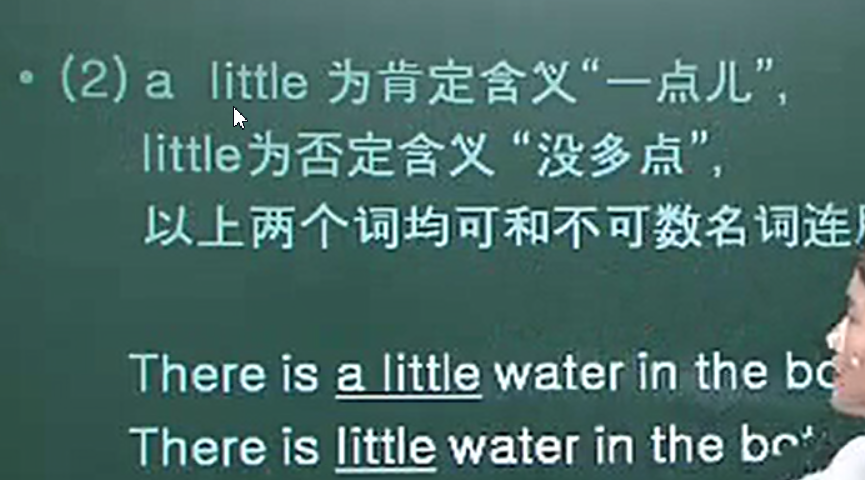 • (2) a little 为肯定含义“一点儿”,
little为否定含义 “没多点”,
以上两个词均可和不可数名词连
There is a little water in the
There is little water in the